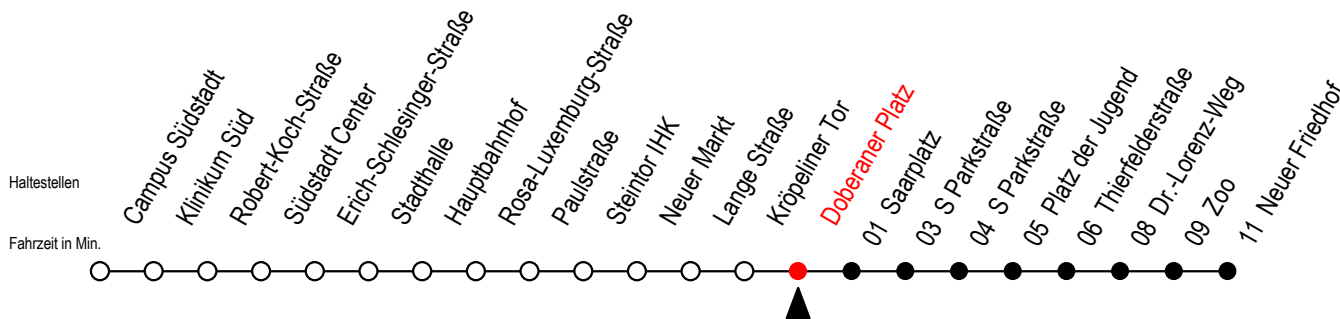 Haltestellen
Fahrzeit in Min.
Campus Südstadt
Klinikum Süd
Robert-Koch-Straße
Südstadt Center
Erich-Schlesinger-Straße
Stadthalle
Hauptbahnhof
Rosa-Luxemburg-Straße
Paulstraße
Steintor IHK
Neuer Markt
Lange Straße
Kröpeliner Tor
Doberaner Platz
01 Saarplatz
03 S Parkstraße
04 S Parkstraße
05 Platz der Jugend
06 Thierfelderstraße
08 Dr.-Lorenz-Weg
09 Zoo
11 Neuer Friedhof